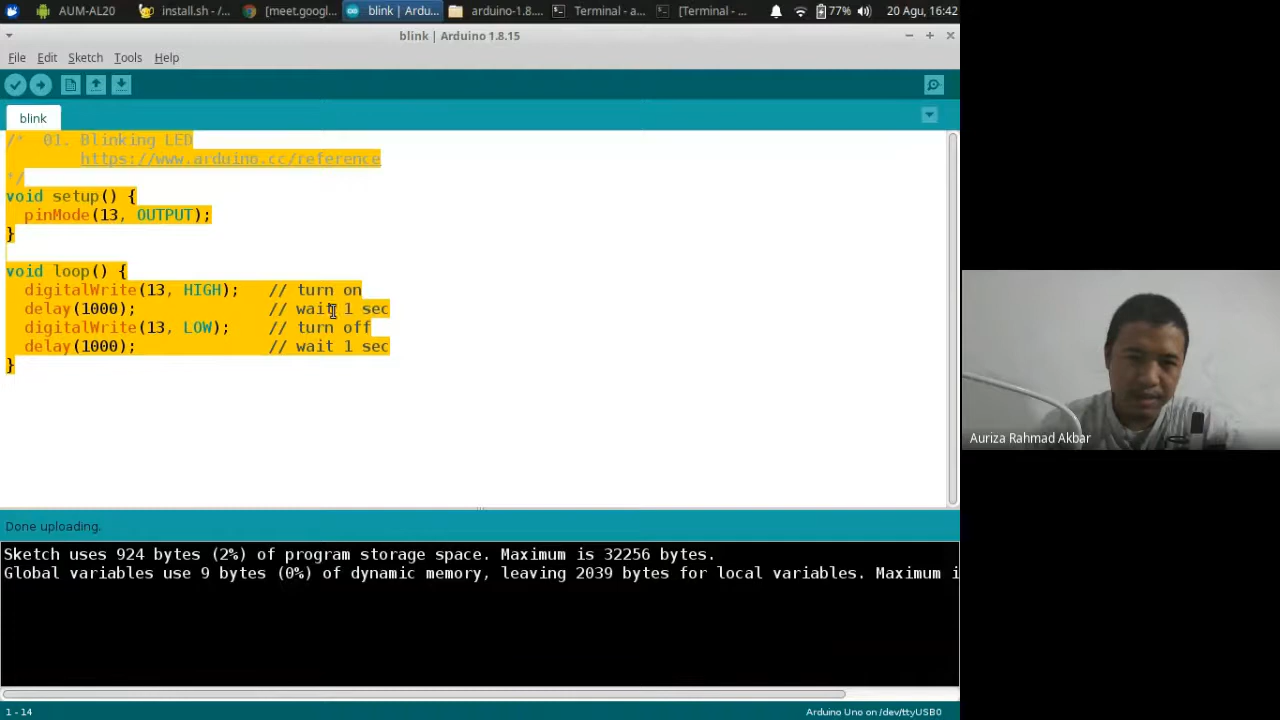 AUM-AL20
install.sh - /...
[meet.googl...
blink | Ardu...
arduino-1.8....
Terminal - a...
[Terminal - ...
77%
20 Agu, 16:42
blink | Arduino 1.8.15
File Edit Sketch Tools Help
blink
/*  01. Blinking LED
https://www.arduino.cc/reference
*/
void setup() {
pinMode(13, OUTPUT);
}
void loop() {
digitalWrite(13, HIGH);   // turn on
delay(1000);              // wait 1 sec
digitalWrite(13, LOW);    // turn off
delay(1000);              // wait 1 sec
}
Auriza Rahmad Akbar
Done uploading.
Sketch uses 924 bytes (2%) of program storage space. Maximum is 32256 bytes.
Global variables use 9 bytes (0%) of dynamic memory, leaving 2039 bytes for local variables. Maximum i
1 - 14
Arduino Uno on /dev/ttyUSB0